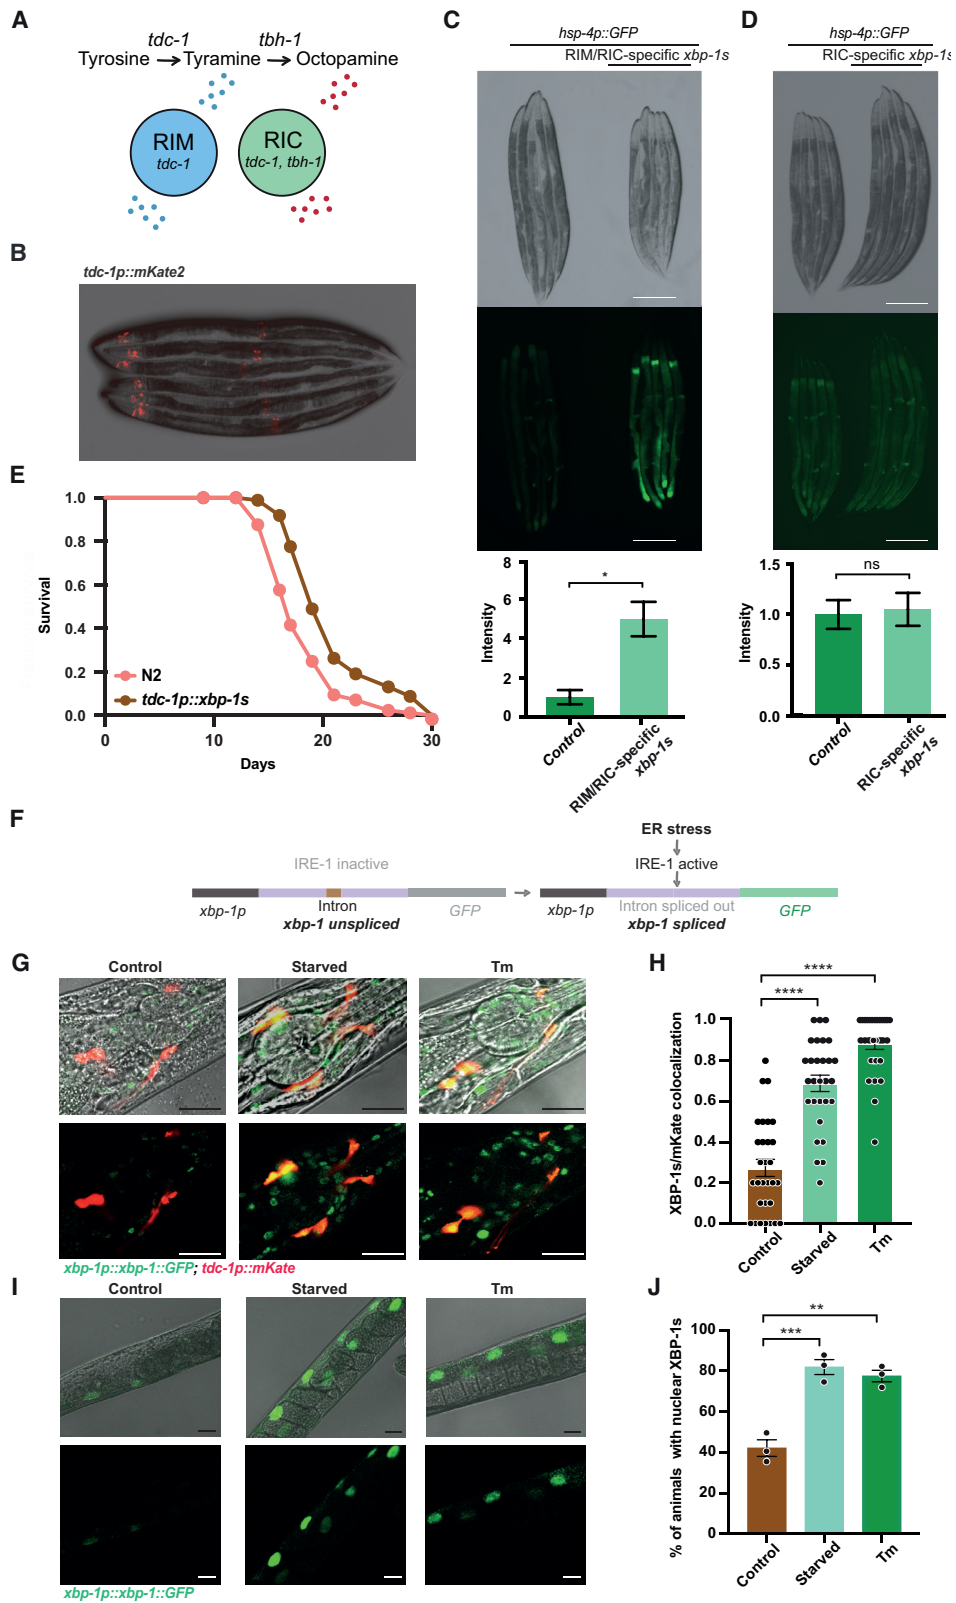 A
tdc-1
tbh-1
Tyrosine → Tyramine → Octopamine
RIM
tdc-1
RIC
tdc-1, tbh-1
B
tdc-1p::mKate2
C
hsp-4p::GFP
RIM/RIC-specific xbp-1s
8
6
4
2
0
Intensity
*
Control
RIM/RIC-specific
xbp-1s
D
hsp-4p::GFP
RIC-specific xbp-1s
1.5
1.0
0.5
0.0
Intensity
ns
Control
RIC-specific
xbp-1s
E
1.0
0.8
0.6
0.4
0.2
0.0
Survival
N2
tdc-1p::xbp-1s
0
10
20
30
Days
F
IRE-1 inactive
xbp-1p
Intron
GFP
xbp-1 unspliced
ER stress
IRE-1 active
xbp-1p
Intron spliced out
GFP
xbp-1 spliced
G
Control
Starved
Tm
xbp-1p::xbp-1::GFP; tdc-1p::mKate
H
****
****
XBP-1s/mKate colocalization
1.0
0.8
0.6
0.4
0.2
0.0
Control
Starved
Tm
I
Control
Starved
Tm
xbp-1p::xbp-1::GFP
J
**
***
% of animals with nuclear XBP-1s
100
80
60
40
20
0
Control
Starved
Tm